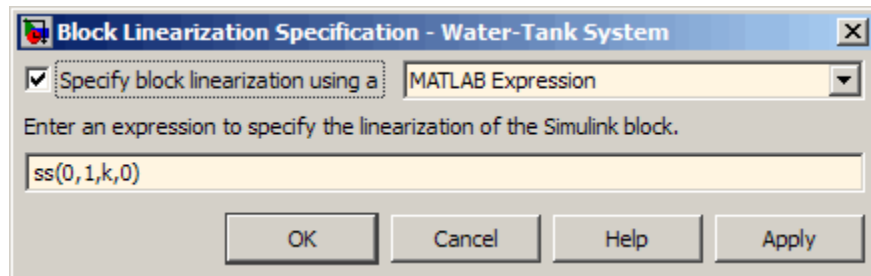 Block Linearization Specification - Water-Tank System
Specify block linearization using a MATLAB Expression
Enter an expression to specify the linearization of the Simulink block.
ss(0,1,k,0)
OK Cancel Help Apply